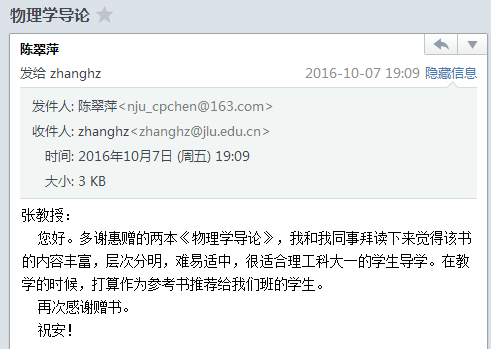 物理学导论
陈翠萍
发给 zhanghz 2016-10-07 19:09 隐藏信息
发件人: 陈翠萍<nju_cpchen@163.com>
收件人: zhanghz<zhanghz@jlu.edu.cn>
时间: 2016年10月7日 (周五) 19:09
大小: 3 KB
张教授：
您好。多谢惠赠的两本《物理学导论》，我和我同事拜读下来觉得该书
的内容丰富，层次分明，难易适中，很适合理工科大一的学生导学。在教
学的时候，打算作为参考书推荐给我们班的学生。
再次感谢赠书。
祝安！